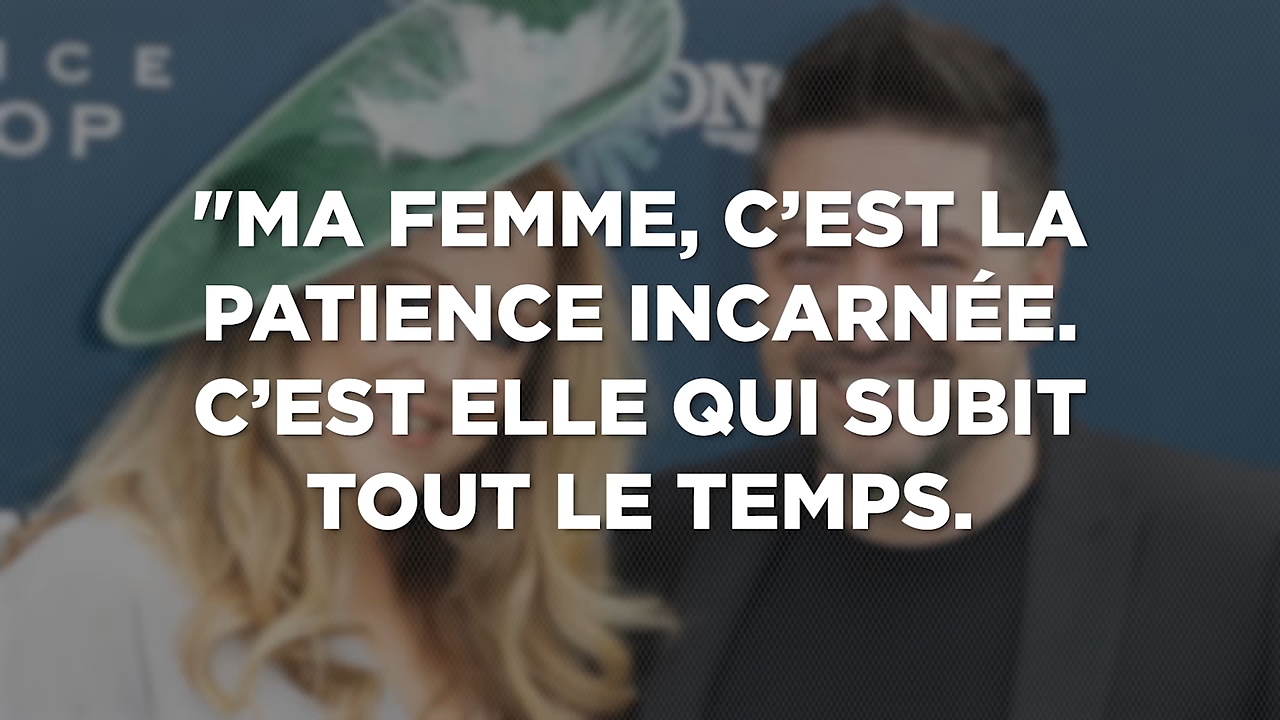 "MA FEMME, C’EST LA
PATIENCE INCARNÉE.
C’EST ELLE QUI SUBIT
TOUT LE TEMPS.